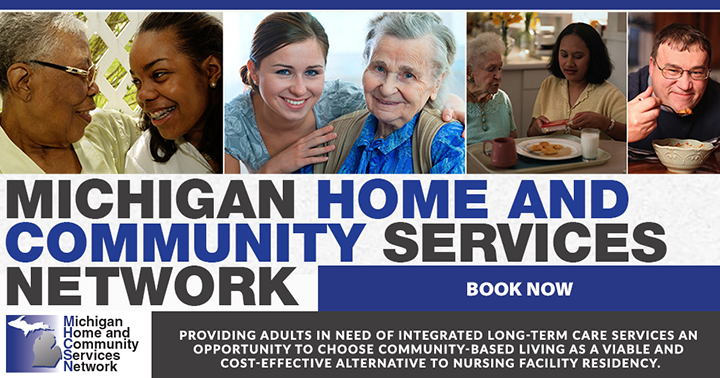 MICHIGAN HOME AND
COMMUNITY SERVICES
NETWORK
BOOK NOW
Michigan
Home and
Community
Services
Network
MHCSN
PROVIDING ADULTS IN NEED OF INTEGRATED LONG-TERM CARE SERVICES AN
OPPORTUNITY TO CHOOSE COMMUNITY-BASED LIVING AS A VIABLE AND
COST-EFFECTIVE ALTERNATIVE TO NURSING FACILITY RESIDENCY.